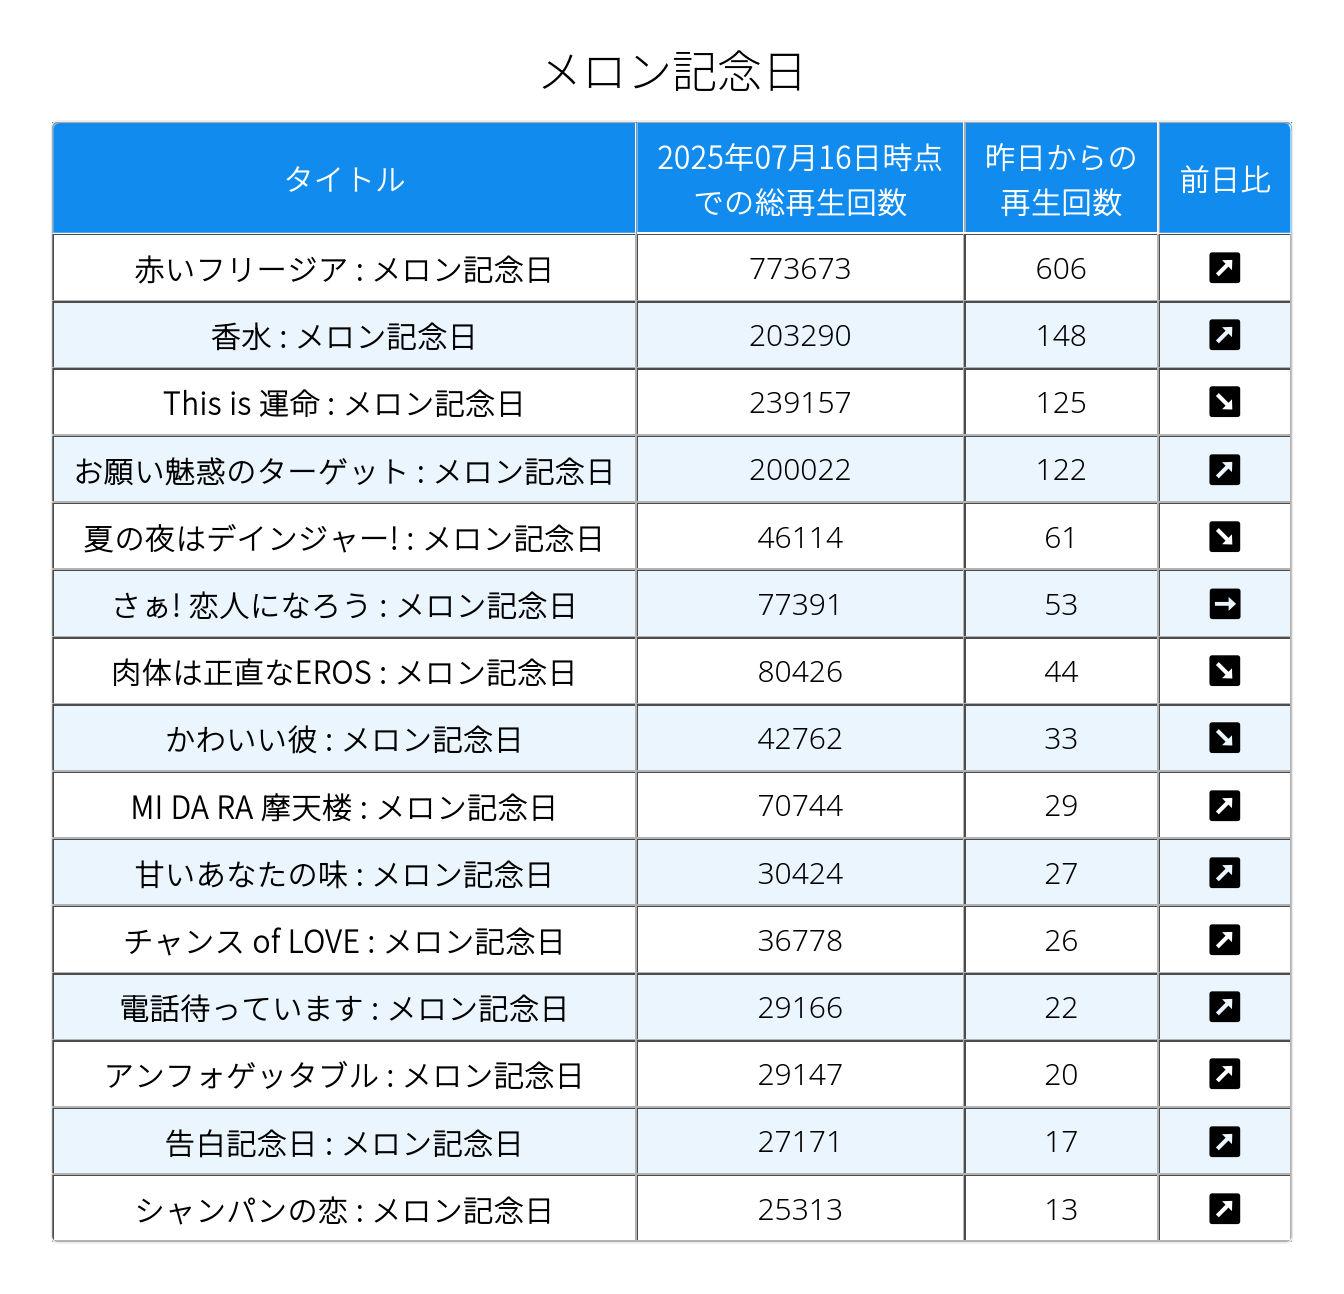 メロン記念日
タイトル 2025年07月16日時点での総再生回数 昨日からの再生回数 前日比
赤いフリージア : メロン記念日 773673 606 ↗
香水 : メロン記念日 203290 148 ↗
This is 運命 : メロン記念日 239157 125 ↘
お願い魅惑のターゲット : メロン記念日 200022 122 ↗
夏の夜はデインジャー! : メロン記念日 46114 61 ↘
さぁ! 恋人になろう : メロン記念日 77391 53 →
肉体は正直なEROS : メロン記念日 80426 44 ↘
かわいい彼 : メロン記念日 42762 33 ↘
MI DA RA 摩天楼 : メロン記念日 70744 29 ↗
甘いあなたの味 : メロン記念日 30424 27 ↗
チャンス of LOVE : メロン記念日 36778 26 ↗
電話待っています : メロン記念日 29166 22 ↗
アンフォゲッタブル : メロン記念日 29147 20 ↗
告白記念日 : メロン記念日 27171 17 ↗
シャンパンの恋 : メロン記念日 25313 13 ↗